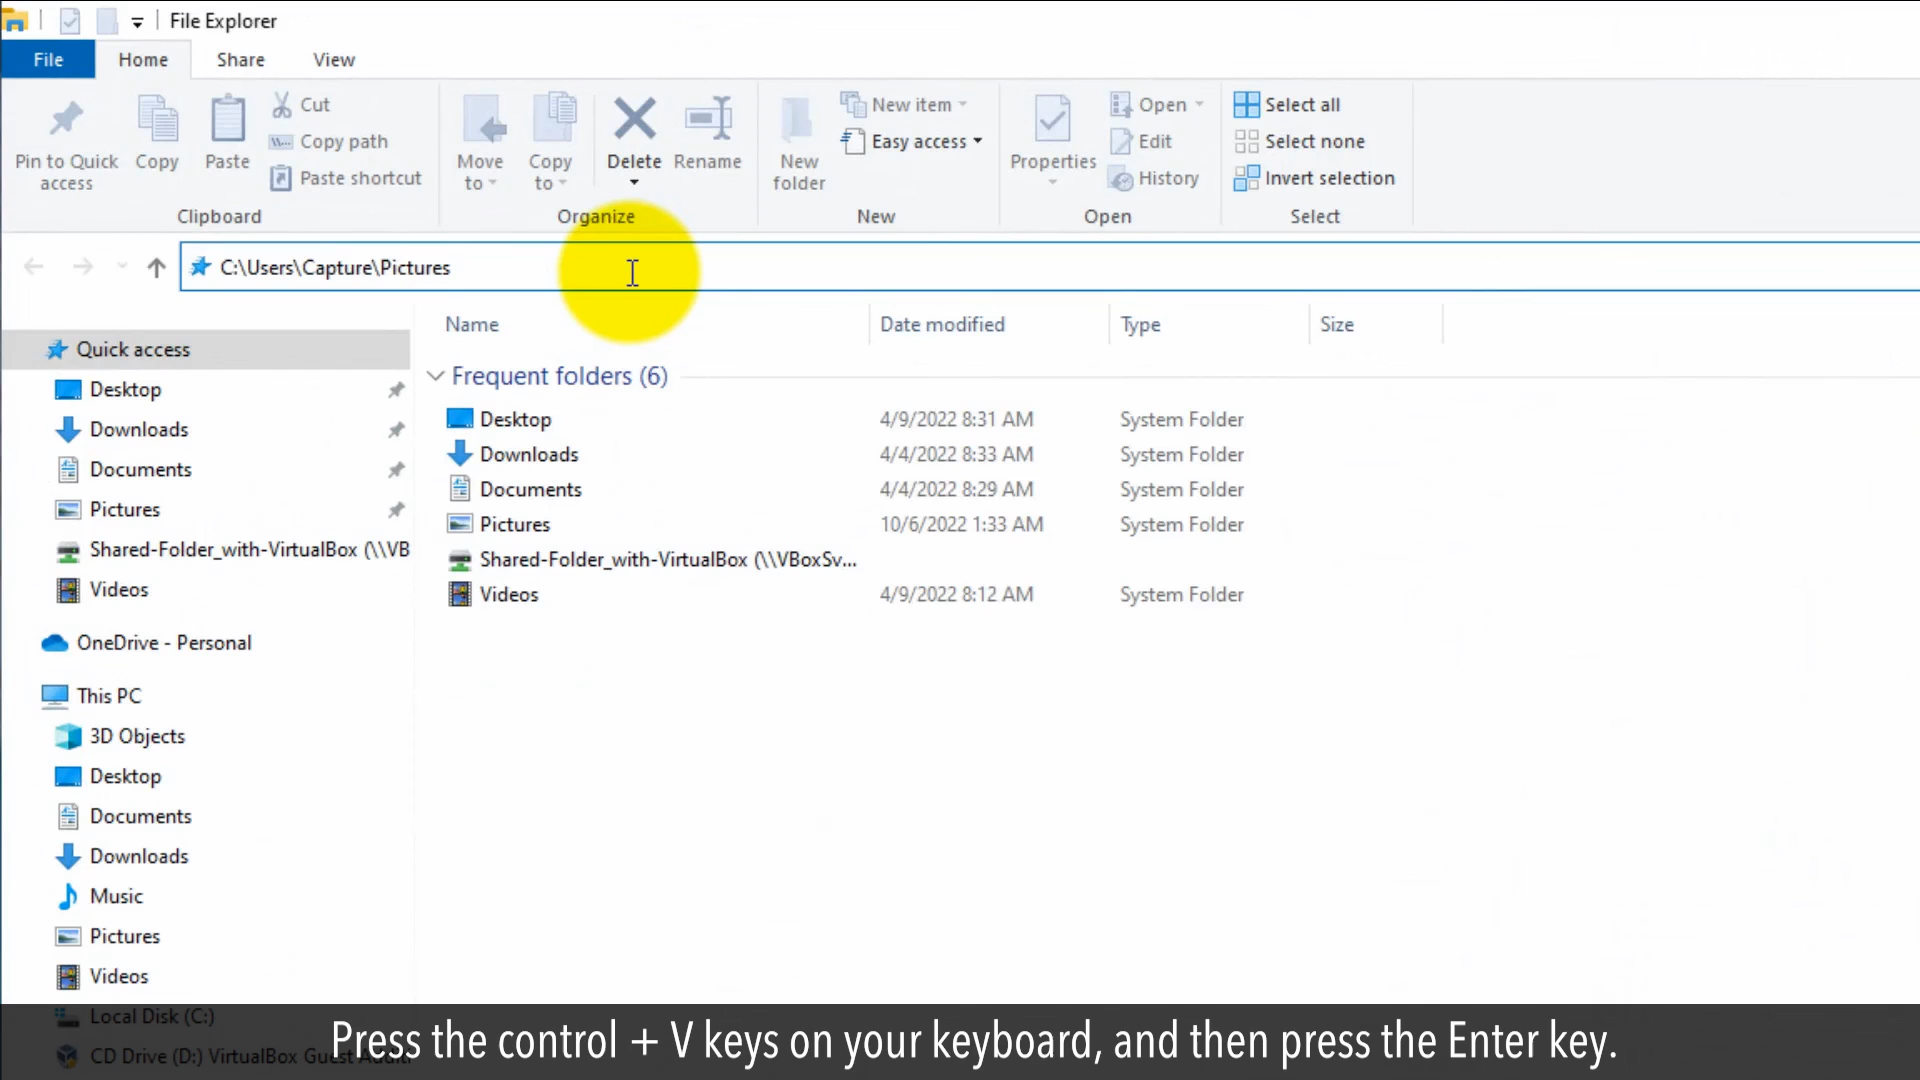 File Explorer
File Home Share View
Pin to Quick access
Copy
Paste
Cut
Copy path
Paste shortcut
Clipboard
Move to
Copy to
Delete
Rename
Organize
New folder
New item
Easy access
New
Properties
Open
Edit
History
Open
Select all
Select none
Invert selection
Select
C:\Users\Capture\Pictures
Name Date modified Type Size
Quick access
Desktop
Downloads
Documents
Pictures
Shared-Folder_with-VirtualBox (\\VB
Videos
OneDrive - Personal
This PC
3D Objects
Desktop
Documents
Downloads
Music
Pictures
Videos
Local Disk (C:)
CD Drive (D:) VirtualBox Guest Additi
Frequent folders (6)
Desktop 4/9/2022 8:31 AM System Folder
Downloads 4/4/2022 8:33 AM System Folder
Documents 4/4/2022 8:29 AM System Folder
Pictures 10/6/2022 1:33 AM System Folder
Shared-Folder_with-VirtualBox (\\VBoxSv...
Videos 4/9/2022 8:12 AM System Folder
Press the control + V keys on your keyboard, and then press the Enter key.